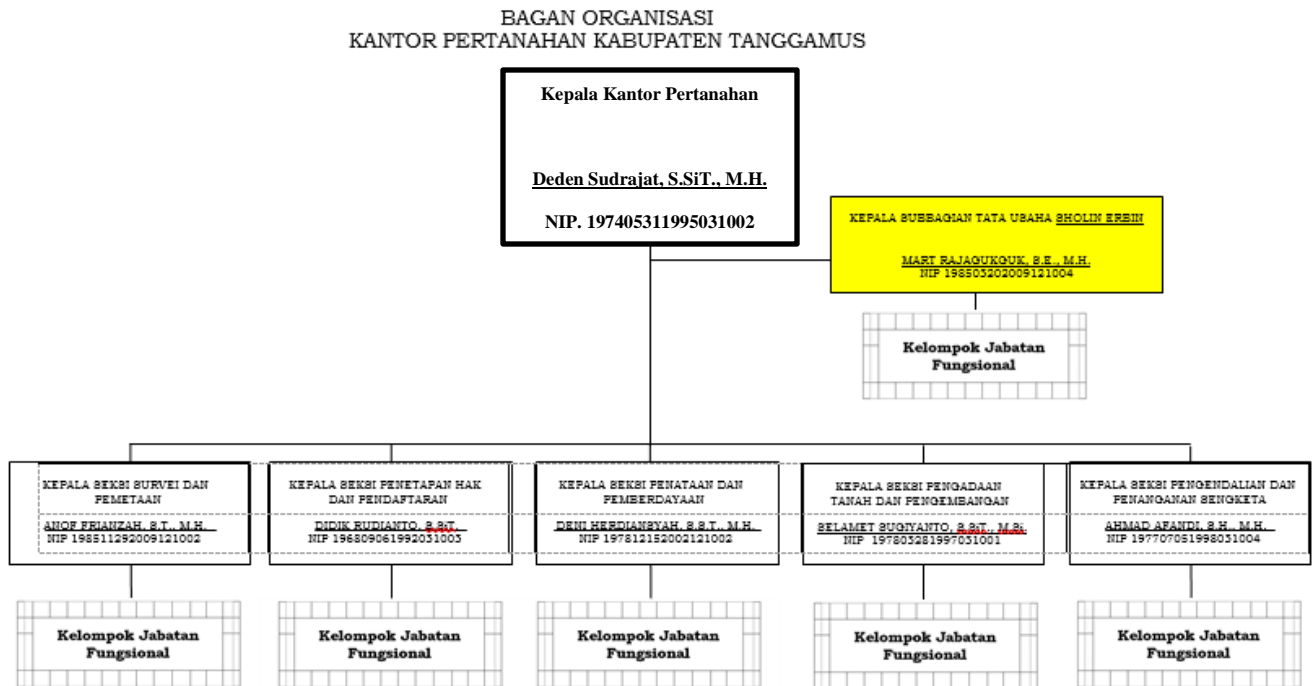 BAGAN ORGANISASI
KANTOR PERTANAHAN KABUPATEN TANGGAMUS
Kepala Kantor Pertanahan
Deden Sudrajat, S.SiT., M.H.
NIP. 197405311995031002
KEPALA SUBBAGIAN TATA USAHA SHOLIN ERBIN
MART RAJAGUKGUK, S.E., M.H.
NIP 198503202009121004
Kelompok Jabatan
Fungsional
KEPALA SEKSI SURVEI DAN
PEMETAAN
ANOF FRIANZAH, S.T., M.H.
NIP 198511292009121002
KEPALA SEKSI PENETAPAN HAK
DAN PENDAFTARAN
DIDIK RUDIANTO, S.SiT.
NIP 196809061992031003
KEPALA SEKSI PENATAAN DAN
PEMBERDAYAAN
DENI HERDIANSYAH, S.S.T., M.H.
NIP 197812152002121002
KEPALA SEKSI PENGADAAN
TANAH DAN PENGEMBANGAN
SELAMET SUGIYANTO, S.SiT., M.Si.
NIP 197803281997031001
KEPALA SEKSI PENGENDALIAN DAN
PENANGANAN SENGKETA
AHMAD AFANDI, S.H., M.H.
NIP 197707051998031004
Kelompok Jabatan
Fungsional
Kelompok Jabatan
Fungsional
Kelompok Jabatan
Fungsional
Kelompok Jabatan
Fungsional
Kelompok Jabatan
Fungsional